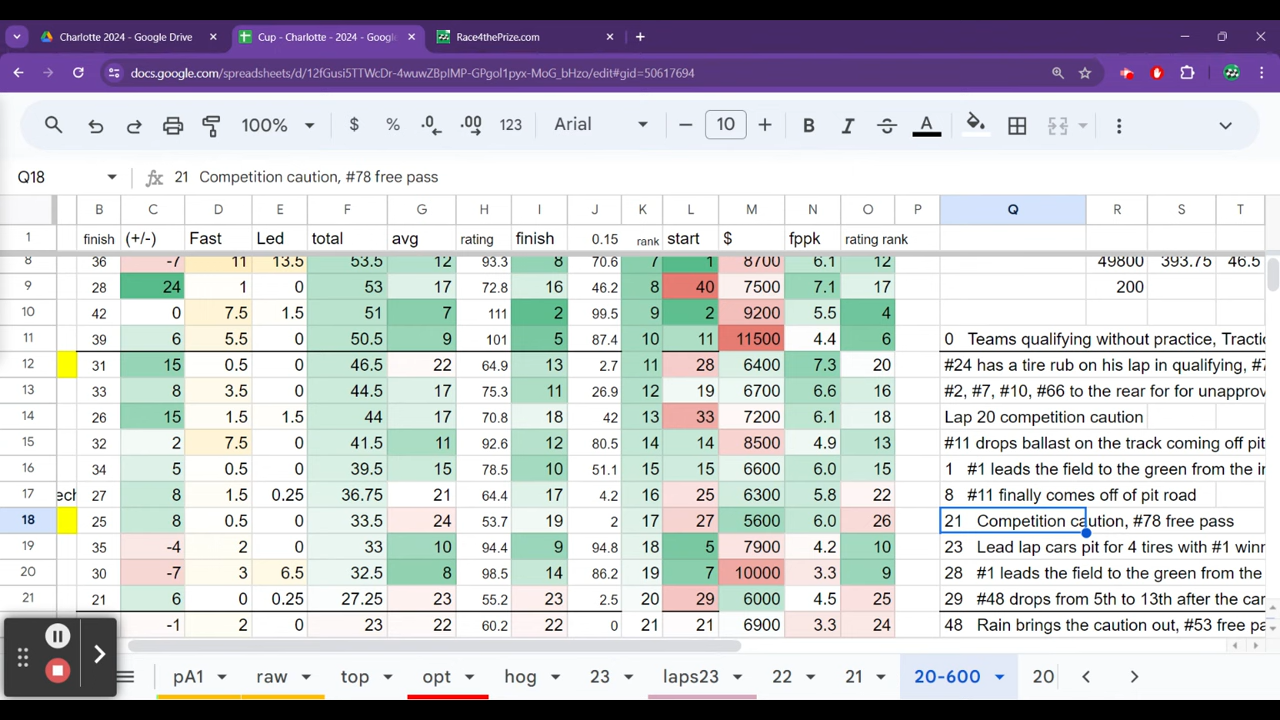 Charlotte 2024 - Google Drive
Cup - Charlotte - 2024 - Googl
Race4thePrize.com
docs.google.com/spreadsheets/d/12fGusi5TTWcDr-4wuwZBpIMP-GPgol1pyx-MoG_bHzo/edit#gid=50617694
100% $ % .0 .00 123 Arial 10 B I A
Q18 21 Competition caution, #78 free pass
B C D E F G H I J K L M N O P Q R S T
1 finish (+/-) Fast Led total avg rating finish 0.15 rank start $ fppk rating rank
8 36 -7 11 13.5 53.5 12 93.3 8 70.6 7 1 8700 6.1 12 49800 393.75 46.5
9 28 24 1 0 53 17 72.8 16 46.2 8 40 7500 7.1 17 200
10 42 0 7.5 1.5 51 7 111 2 99.5 9 2 9200 5.5 4
11 39 6 5.5 0 50.5 9 101 5 87.4 10 11 11500 4.4 6 0 Teams qualifying without practice, Tractic
12 31 15 0.5 0 46.5 22 64.9 13 2.7 11 28 6400 7.3 20 #24 has a tire rub on his lap in qualifying, #7
13 33 8 3.5 0 44.5 17 75.8 11 26.9 12 19 6700 6.6 16 #2, #7, #10, #66 to the rear for for unapprov
14 26 15 1.5 1.5 44 17 70.8 18 42 13 33 7200 6.1 18 Lap 20 competition caution
15 32 2 7.5 0 41.5 11 92.6 12 80.5 14 14 8500 4.9 13 #11 drops ballast on the track coming off pit
16 34 5 0.5 0 39.5 15 78.5 10 51.1 15 15 6600 6.0 15 1 #1 leads the field to the green from the in
17 ech 27 8 1.5 0.25 36.75 21 64.4 17 4.2 16 25 6300 5.8 22 8 #11 finally comes off of pit road
18 25 8 0.5 0 33.5 24 53.7 19 2 17 27 5600 6.0 26 21 Competition caution, #78 free pass
19 35 -4 2 0 33 10 94.4 9 94.8 18 5 7900 4.2 10 23 Lead lap cars pit for 4 tires with #1 winn
20 30 -7 3 6.5 32.5 8 98.5 14 86.2 19 7 10000 3.3 9 28 #1 leads the field to the green from the
21 21 6 0 0.25 27.25 23 55.2 23 2.5 20 29 6000 4.5 25 29 #48 drops from 5th to 13th after the car
-1 2 0 23 22 60.2 22 0 21 21 6900 3.3 24 48 Rain brings the caution out, #53 free pa
pA1 raw top opt hog 23 laps23 22 21 20-600 20